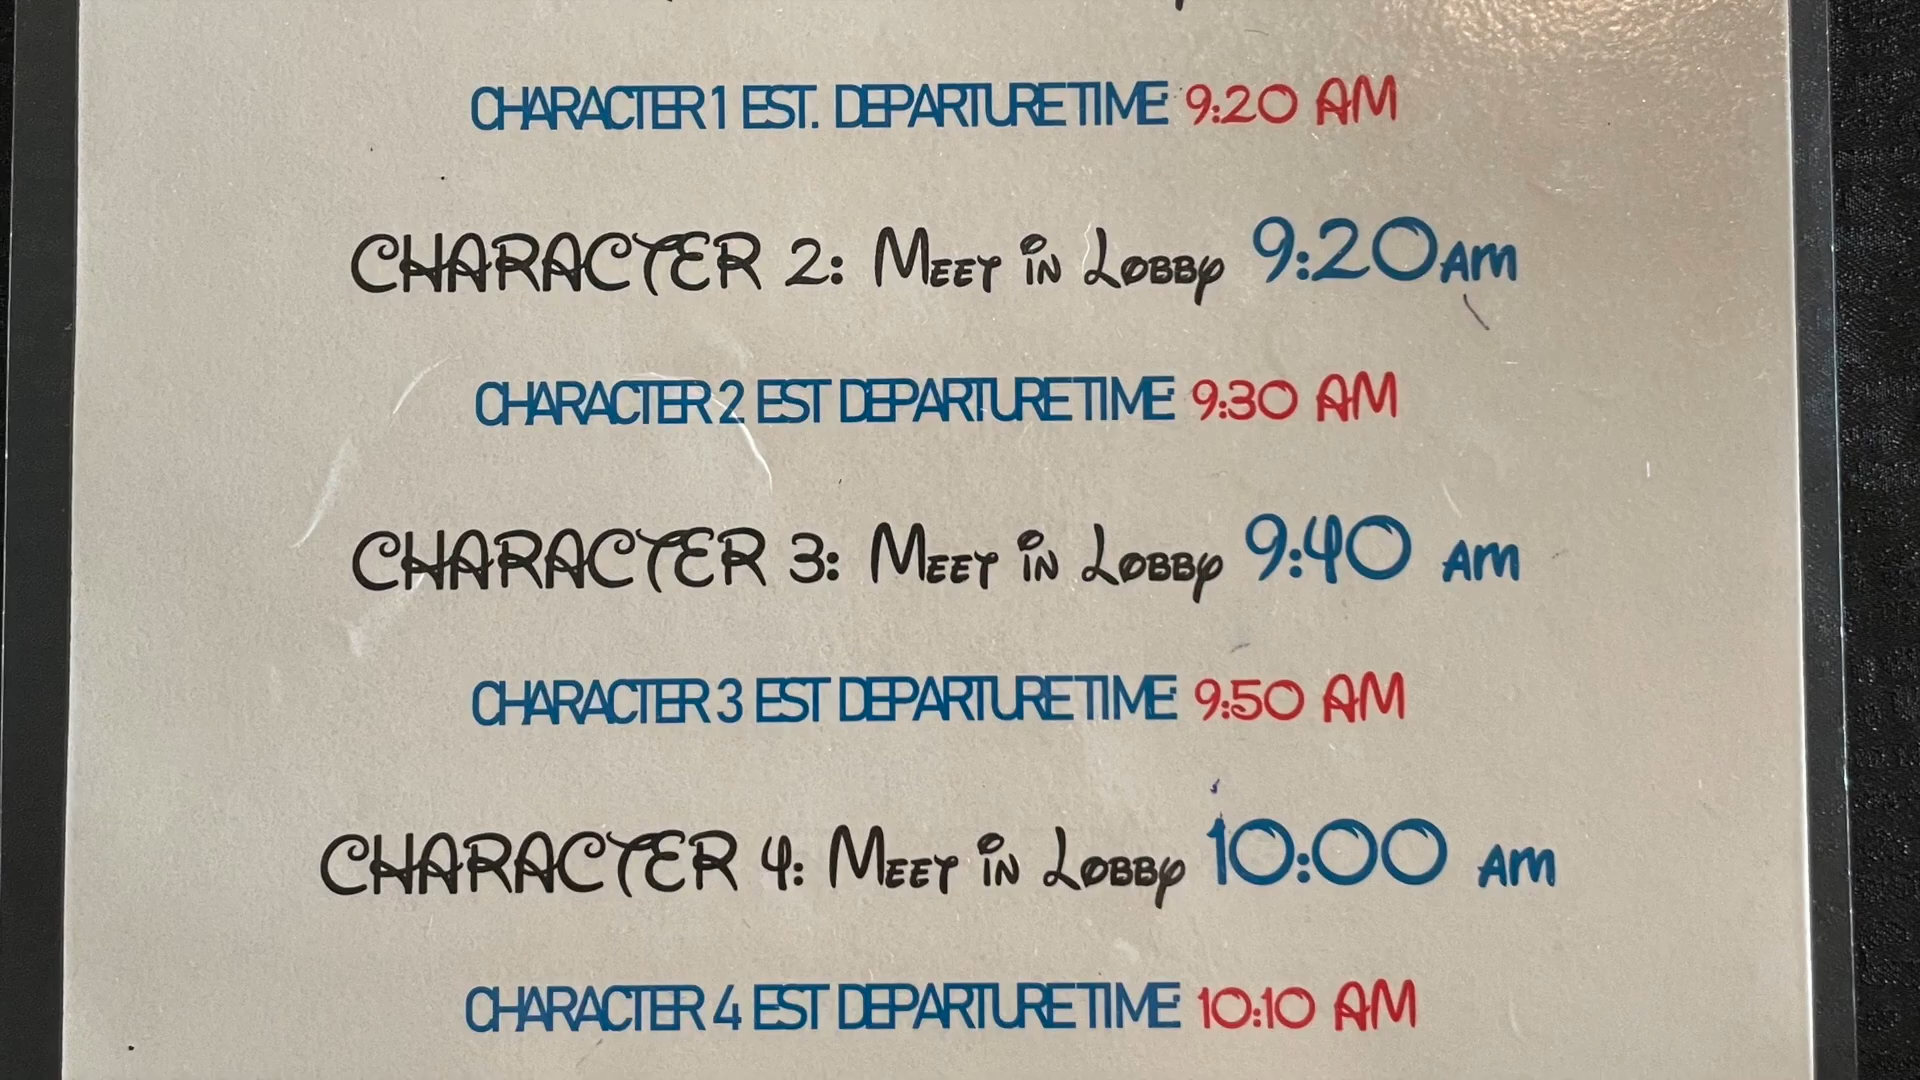 CHARACTER 1 EST. DEPARTURE TIME: 9:20 AM
CHARACTER 2: MEET IN LOBBY 9:20AM
CHARACTER 2 EST DEPARTURE TIME: 9:30 AM
CHARACTER 3: MEET IN LOBBY 9:40 AM
CHARACTER 3 EST DEPARTURE TIME: 9:50 AM
CHARACTER 4: MEET IN LOBBY 10:00 AM
CHARACTER 4 EST DEPARTURE TIME: 10:10 AM